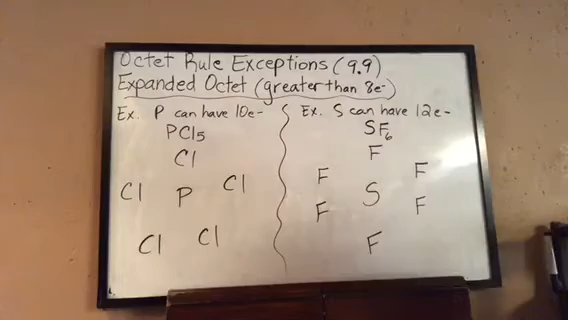 Octet Rule Exceptions (9.9)
Expanded Octet (greater than 8e-)
Ex. P can have 10e-
PCl5
Cl
Cl P Cl
Cl Cl
Ex. S can have 12e-
SF6
F
F F
S
F F
F